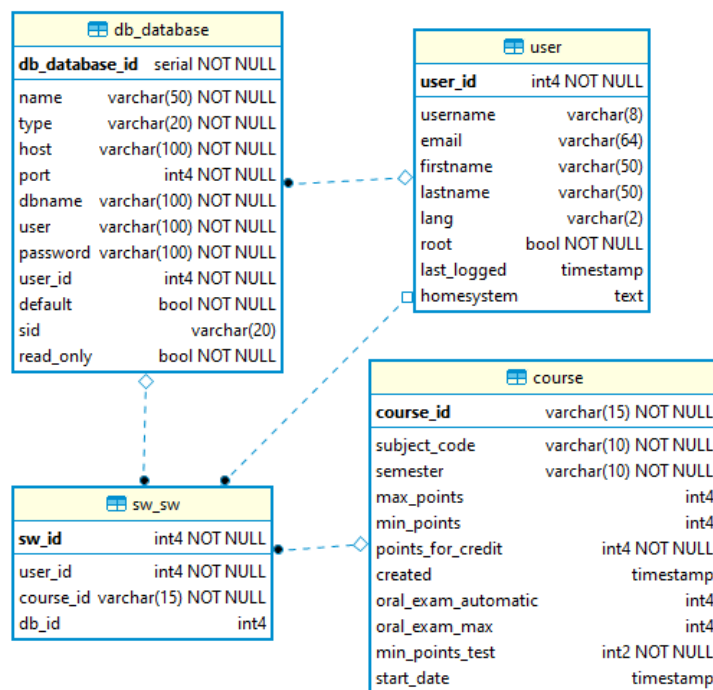 db_database
db_database_id serial NOT NULL
name varchar(50) NOT NULL
type varchar(20) NOT NULL
host varchar(100) NOT NULL
port int4 NOT NULL
dbname varchar(100) NOT NULL
user varchar(100) NOT NULL
password varchar(100) NOT NULL
user_id int4 NOT NULL
default bool NOT NULL
sid varchar(20)
read_only bool NOT NULL
user
user_id int4 NOT NULL
username varchar(8)
email varchar(64)
firstname varchar(50)
lastname varchar(50)
lang varchar(2)
root bool NOT NULL
last_logged timestamp
homesystem text
sw_sw
sw_id int4 NOT NULL
user_id int4 NOT NULL
course_id varchar(15) NOT NULL
db_id int4
course
course_id varchar(15) NOT NULL
subject_code varchar(10) NOT NULL
semester varchar(10) NOT NULL
max_points int4
min_points int4
points_for_credit int4 NOT NULL
created timestamp
oral_exam_automatic int4
oral_exam_max int4
min_points_test int2 NOT NULL
start_date timestamp